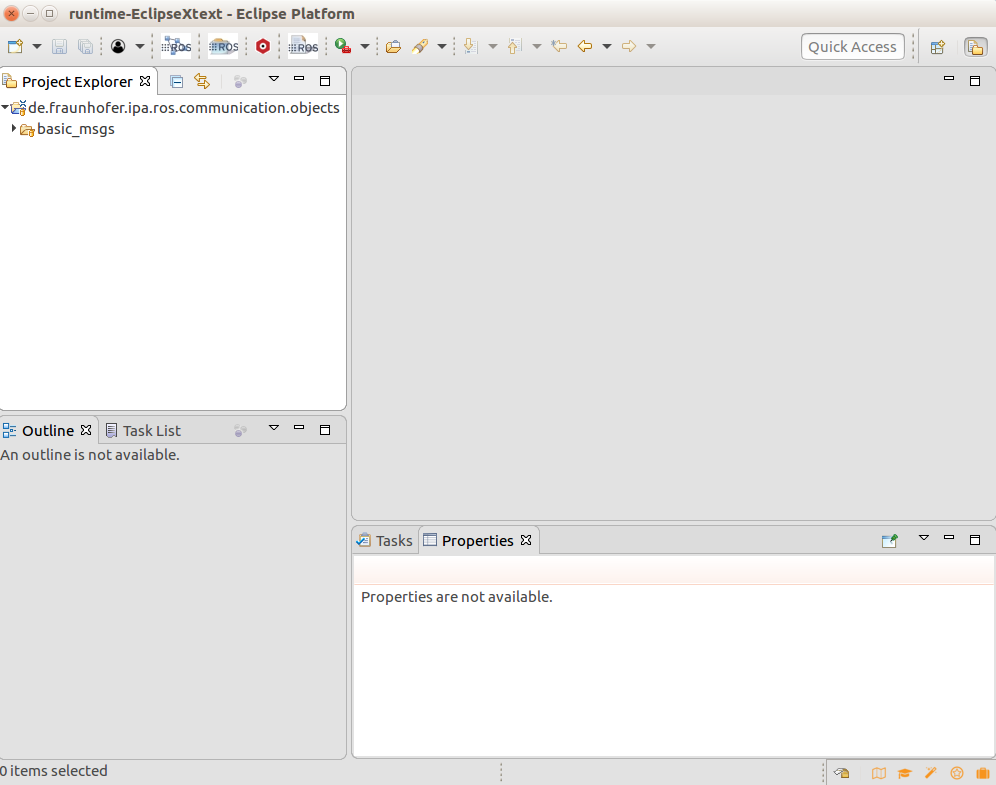 runtime-EclipseXtext - Eclipse Platform
ROS ROS ROS Quick Access
Project Explorer
de.fraunhofer.ipa.ros.communication.objects
basic_msgs
Outline Task List
An outline is not available.
Tasks Properties
Properties are not available.
0 items selected